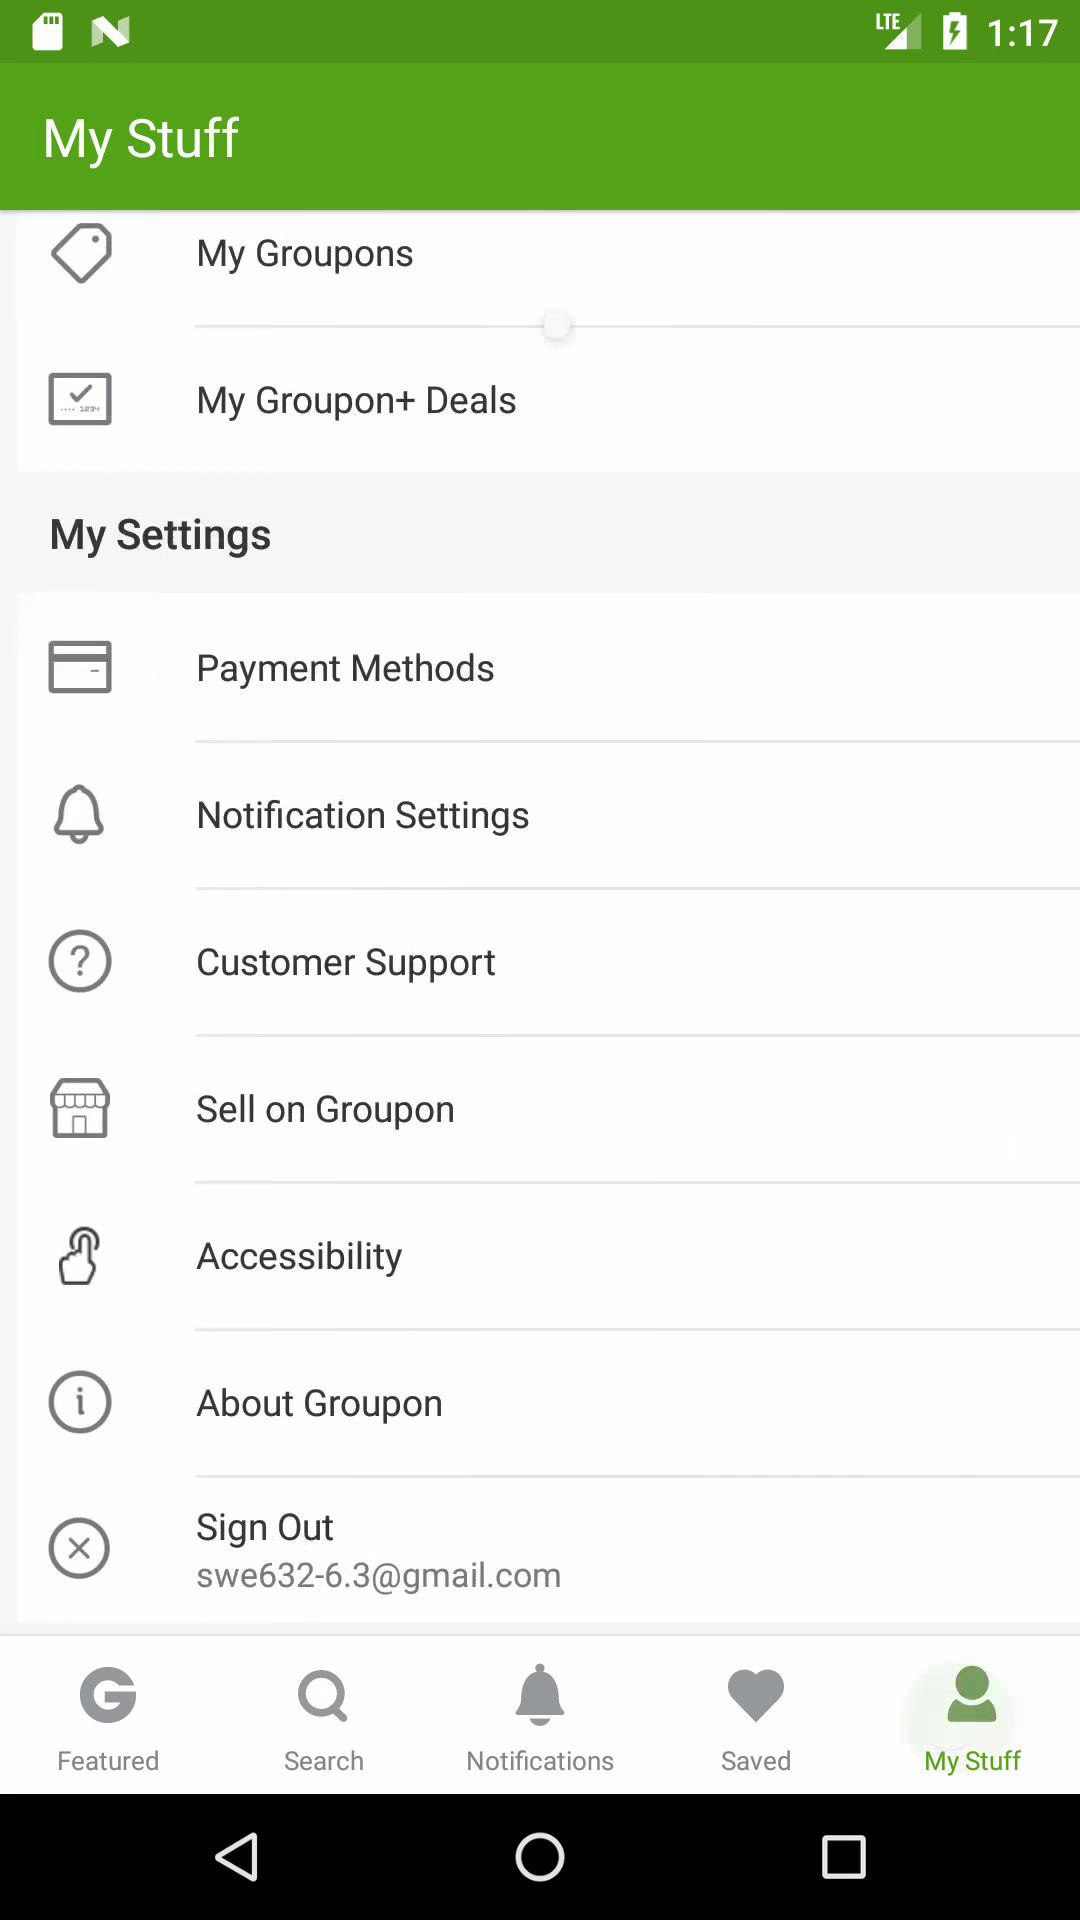 LTE 1:17
My Stuff
My Groupons
1234
My Groupon+ Deals
My Settings
Payment Methods
Notification Settings
?
Customer Support
Sell on Groupon
Accessibility
i
About Groupon
Sign Out
swe632-6.3@gmail.com
G
Featured
Search
Notifications
Saved
My Stuff